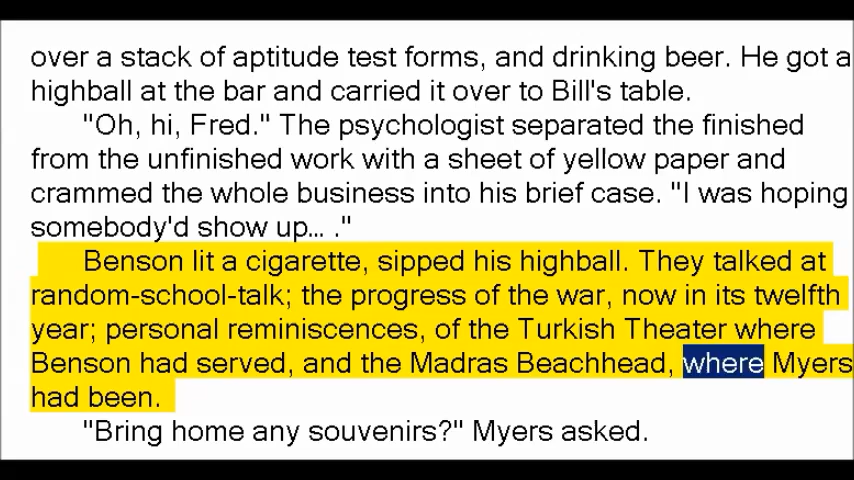 over a stack of aptitude test forms, and drinking beer. He got a
highball at the bar and carried it over to Bill's table.
"Oh, hi, Fred." The psychologist separated the finished
from the unfinished work with a sheet of yellow paper and
crammed the whole business into his brief case. "I was hoping
somebody'd show up… ."
Benson lit a cigarette, sipped his highball. They talked at
random-school-talk; the progress of the war, now in its twelfth
year; personal reminiscences, of the Turkish Theater where
Benson had served, and the Madras Beachhead, where Myers
had been.
"Bring home any souvenirs?" Myers asked.